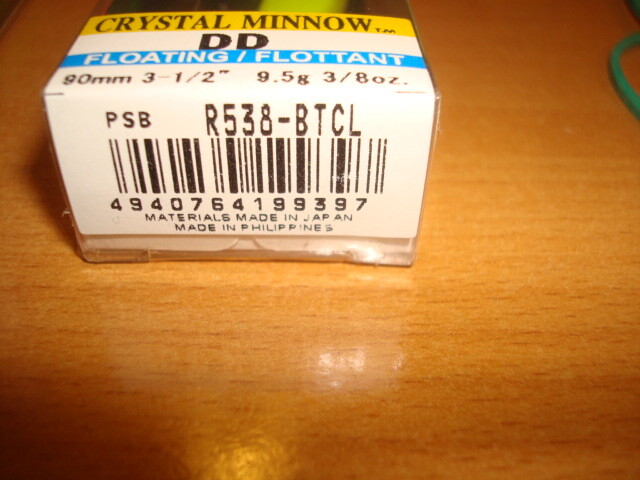 CRYSTAL MINNOW™
DD
FLOATING / FLOTTANT
90mm 3-1/2" 9.5g 3/8oz.
PSB R538-BTCL
4940764199397
MATERIALS MADE IN JAPAN
MADE IN PHILIPPINES